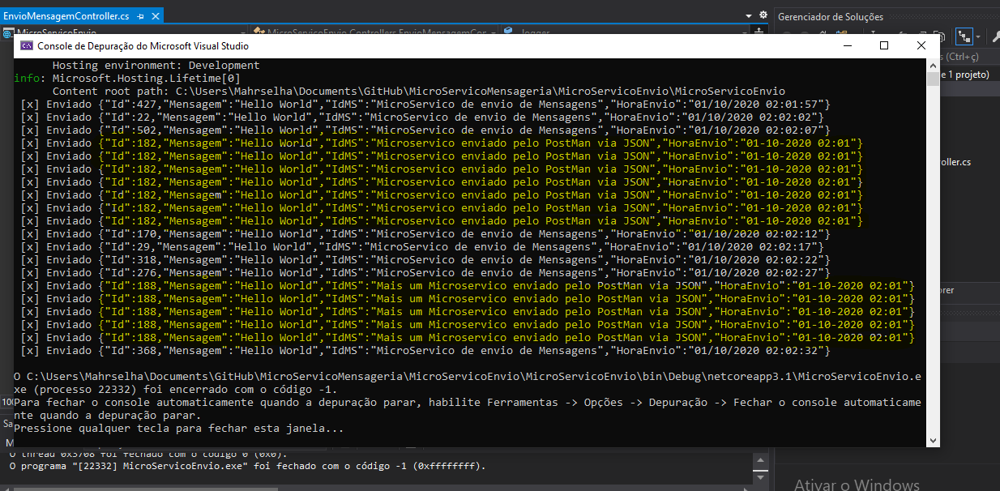 EnvioMensagemController.cs
Gerenciador de Soluções
MicroServicoEnvio
MicroServicoEnvio.Controllers.EnvioMensagemCor
_logger
Console de Depuração do Microsoft Visual Studio
(Ctrl+ç)
e 1 projeto)
Hosting environment: Development
info: Microsoft.Hosting.Lifetime[0]
Content root path: C:\Users\Mahrselha\Documents\GitHub\MicroServicoMensageria\MicroServicoEnvio\MicroServicoEnvio
[x] Enviado {"Id":427,"Mensagem":"Hello World","IdMS":"MicroServico de envio de Mensagens","HoraEnvio":"01/10/2020 02:01:57"}
[x] Enviado {"Id":22,"Mensagem":"Hello World","IdMS":"MicroServico de envio de Mensagens","HoraEnvio":"01/10/2020 02:02:02"}
[x] Enviado {"Id":502,"Mensagem":"Hello World","IdMS":"MicroServico de envio de Mensagens","HoraEnvio":"01/10/2020 02:02:07"}
[x] Enviado {"Id":182,"Mensagem":"Hello World","IdMS":"Microservico enviado pelo PostMan via JSON","HoraEnvio":"01-10-2020 02:01"}
[x] Enviado {"Id":182,"Mensagem":"Hello World","IdMS":"Microservico enviado pelo PostMan via JSON","HoraEnvio":"01-10-2020 02:01"}
[x] Enviado {"Id":182,"Mensagem":"Hello World","IdMS":"Microservico enviado pelo PostMan via JSON","HoraEnvio":"01-10-2020 02:01"}
[x] Enviado {"Id":182,"Mensagem":"Hello World","IdMS":"Microservico enviado pelo PostMan via JSON","HoraEnvio":"01-10-2020 02:01"}
[x] Enviado {"Id":182,"Mensagem":"Hello World","IdMS":"Microservico enviado pelo PostMan via JSON","HoraEnvio":"01-10-2020 02:01"}
[x] Enviado {"Id":182,"Mensagem":"Hello World","IdMS":"Microservico enviado pelo PostMan via JSON","HoraEnvio":"01-10-2020 02:01"}
[x] Enviado {"Id":182,"Mensagem":"Hello World","IdMS":"Microservico enviado pelo PostMan via JSON","HoraEnvio":"01-10-2020 02:01"}
[x] Enviado {"Id":170,"Mensagem":"Hello World","IdMS":"MicroServico de envio de Mensagens","HoraEnvio":"01/10/2020 02:02:12"}
[x] Enviado {"Id":29,"Mensagem":"Hello World","IdMS":"MicroServico de envio de Mensagens","HoraEnvio":"01/10/2020 02:02:17"}
[x] Enviado {"Id":318,"Mensagem":"Hello World","IdMS":"MicroServico de envio de Mensagens","HoraEnvio":"01/10/2020 02:02:22"}
[x] Enviado {"Id":276,"Mensagem":"Hello World","IdMS":"MicroServico de envio de Mensagens","HoraEnvio":"01/10/2020 02:02:27"}
[x] Enviado {"Id":188,"Mensagem":"Hello World","IdMS":"Mais um Microservico enviado pelo PostMan via JSON","HoraEnvio":"01-10-2020 02:01"}
[x] Enviado {"Id":188,"Mensagem":"Hello World","IdMS":"Mais um Microservico enviado pelo PostMan via JSON","HoraEnvio":"01-10-2020 02:01"}
[x] Enviado {"Id":188,"Mensagem":"Hello World","IdMS":"Mais um Microservico enviado pelo PostMan via JSON","HoraEnvio":"01-10-2020 02:01"}
[x] Enviado {"Id":188,"Mensagem":"Hello World","IdMS":"Mais um Microservico enviado pelo PostMan via JSON","HoraEnvio":"01-10-2020 02:01"}
[x] Enviado {"Id":188,"Mensagem":"Hello World","IdMS":"Mais um Microservico enviado pelo PostMan via JSON","HoraEnvio":"01-10-2020 02:01"}
[x] Enviado {"Id":368,"Mensagem":"Hello World","IdMS":"MicroServico de envio de Mensagens","HoraEnvio":"01/10/2020 02:02:32"}
oller.cs
orer
O C:\Users\Mahrselha\Documents\GitHub\MicroServicoMensageria\MicroServicoEnvio\MicroServicoEnvio\bin\Debug\netcoreapp3.1\MicroServicoEnvio.e
xe (processo 22332) foi encerrado com o código -1.
Para fechar o console automaticamente quando a depuração parar, habilite Ferramentas -> Opções -> Depuração -> Fechar o console automaticame
nte quando a depuração parar.
Pressione qualquer tecla para fechar esta janela...
100
Sa
M
O thread 0x3708 foi fechado com o código 0 (0x0).
O programa "[22332] MicroServicoEnvio.exe" foi fechado com o código -1 (0xffffffff).
Ativar o Windows